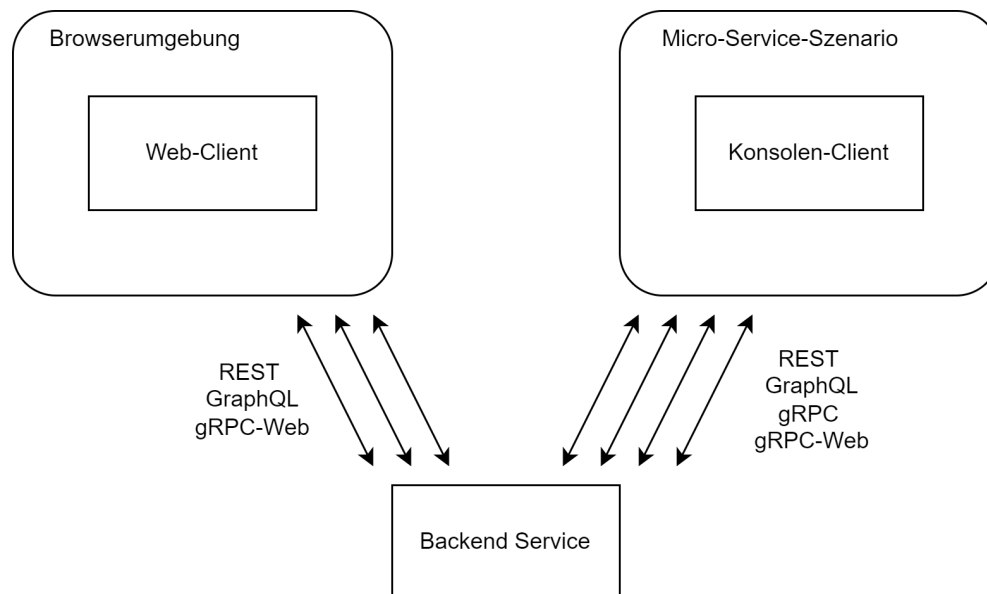 Browserumgebung
Web-Client
Micro-Service-Szenario
Konsolen-Client
REST
GraphQL
gRPC-Web
REST
GraphQL
gRPC
gRPC-Web
Backend Service